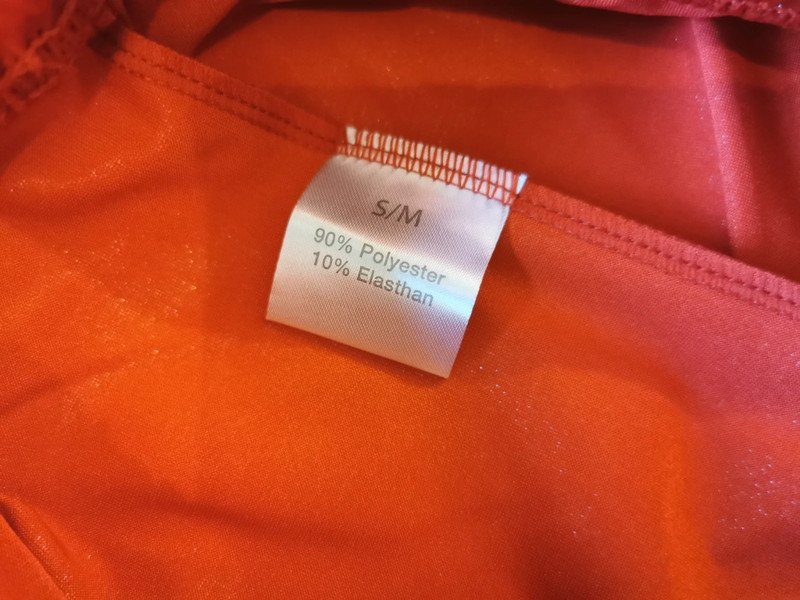 S/M
90% Polyester
10% Elasthan